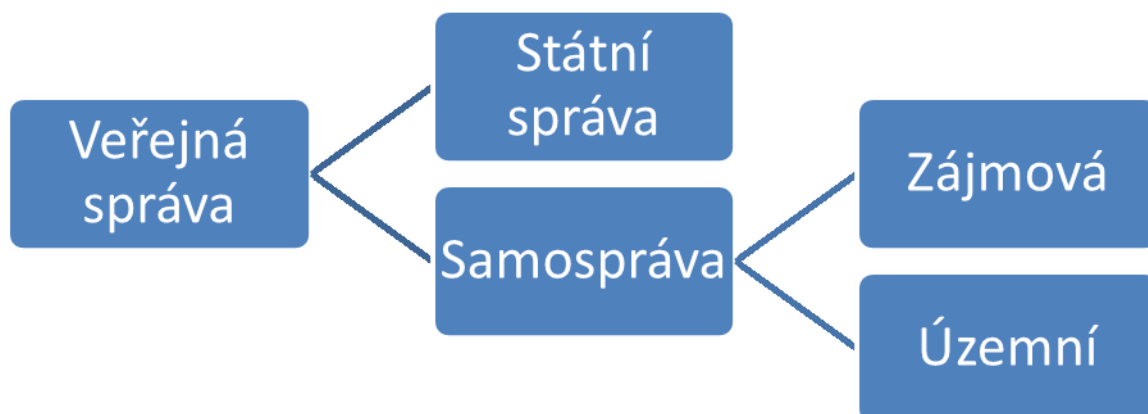 Veřejná
správa
Státní
správa
Samospráva
Zájmová
Územní